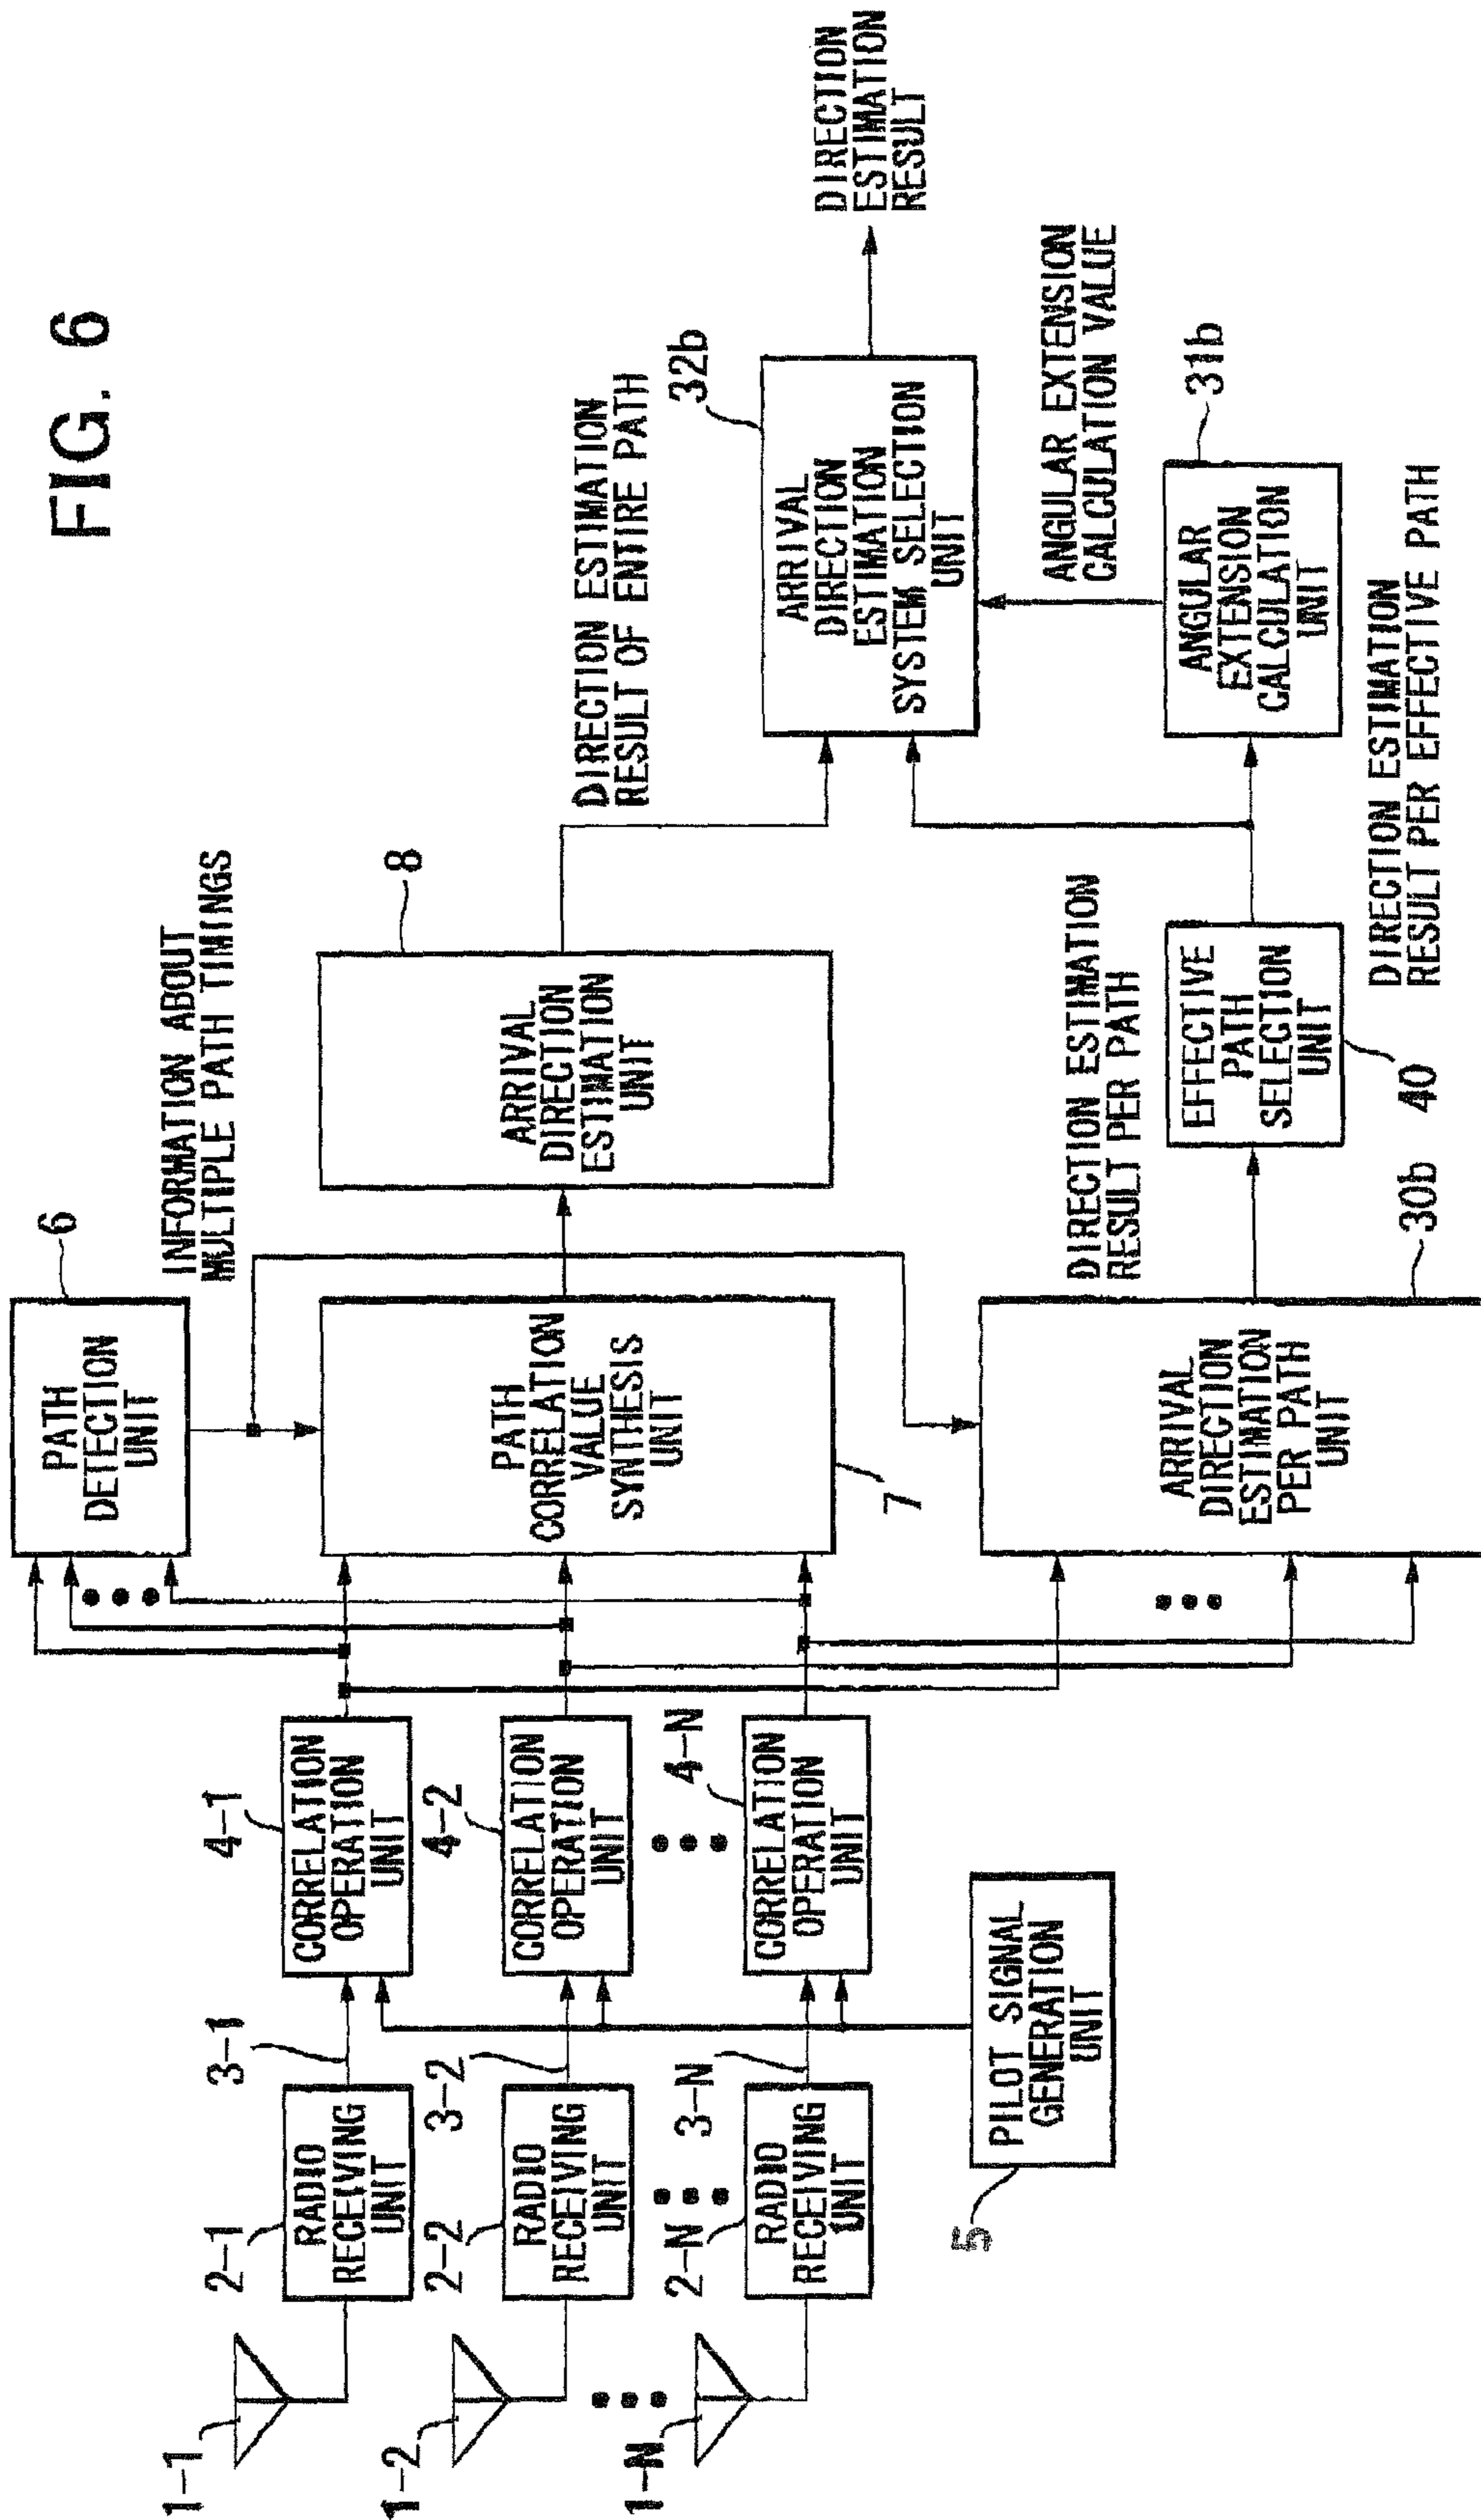 FIG. 6
1-1
2-1
RADIO
RECEIVING
UNIT
3-1
4-1
CORRELATION
OPERATION
UNIT
1-2
2-2
RADIO
RECEIVING
UNIT
3-2
4-2
CORRELATION
OPERATION
UNIT
1-N
2-N
RADIO
RECEIVING
UNIT
3-N
4-N
CORRELATION
OPERATION
UNIT
5
PILOT SIGNAL
GENERATION
UNIT
6
PATH
DETECTION
UNIT
INFORMATION ABOUT
MULTIPLE PATH TIMINGS
PATH
CORRELATION
VALUE
SYNTHESIS
UNIT
7
8
ARRIVAL
DIRECTION
ESTIMATION
UNIT
DIRECTION ESTIMATION
RESULT OF ENTIRE PATH
ARRIVAL
DIRECTION
ESTIMATION
PER PATH
UNIT
30b
DIRECTION ESTIMATION
RESULT PER PATH
EFFECTIVE
PATH
SELECTION
UNIT
40
DIRECTION ESTIMATION
RESULT PER EFFECTIVE PATH
ANGULAR
EXTENSION
CALCULATION
UNIT
31b
ANGULAR EXTENSION
CALCULATION VALUE
32b
ARRIVAL
DIRECTION
ESTIMATION
SYSTEM SELECTION
UNIT
DIRECTION
ESTIMATION
RESULT